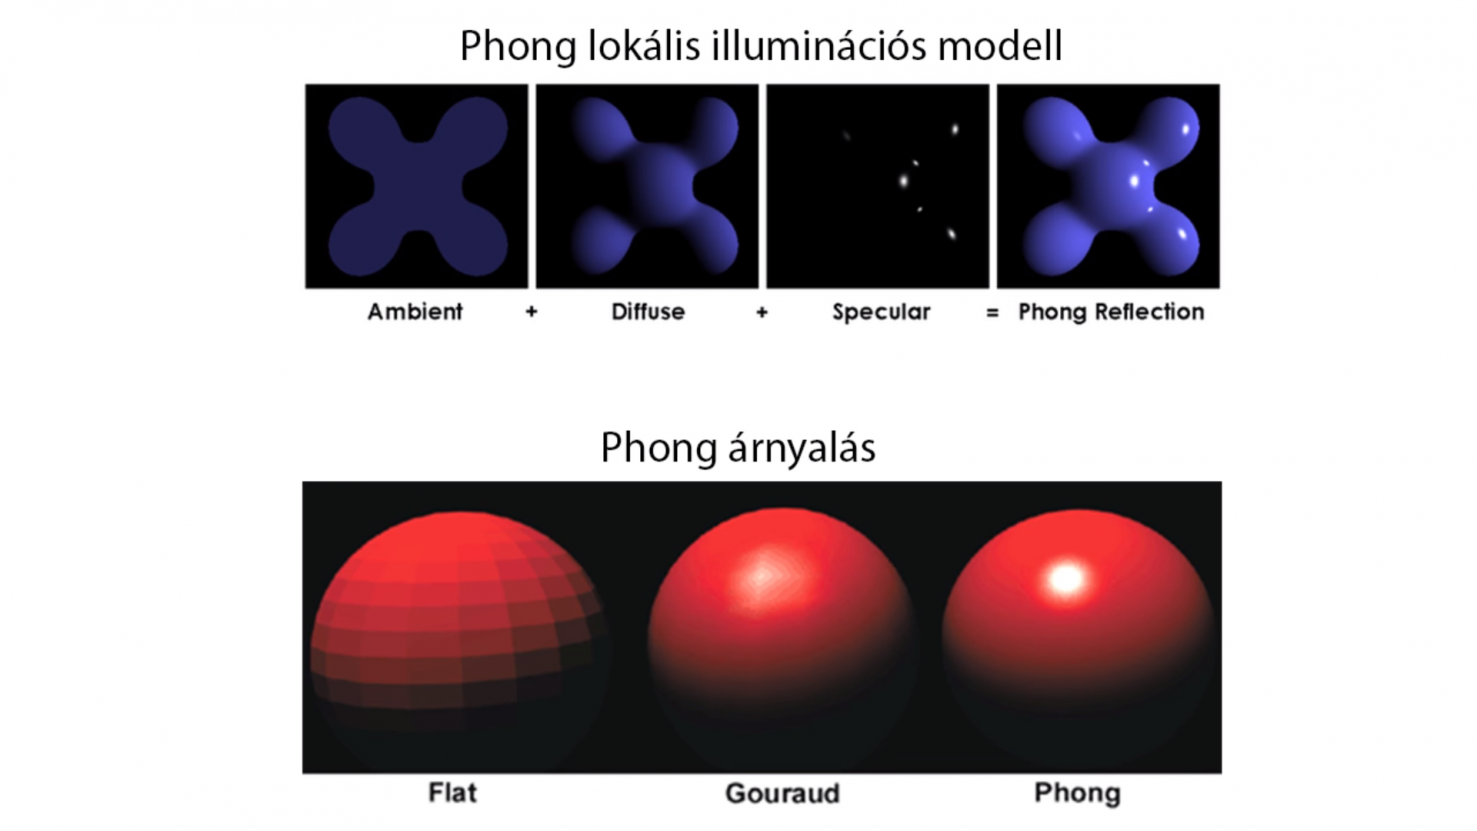 Phong lokális illuminációs modell
Ambient + Diffuse + Specular = Phong Reflection
Phong árnyalás
Flat Gouraud Phong